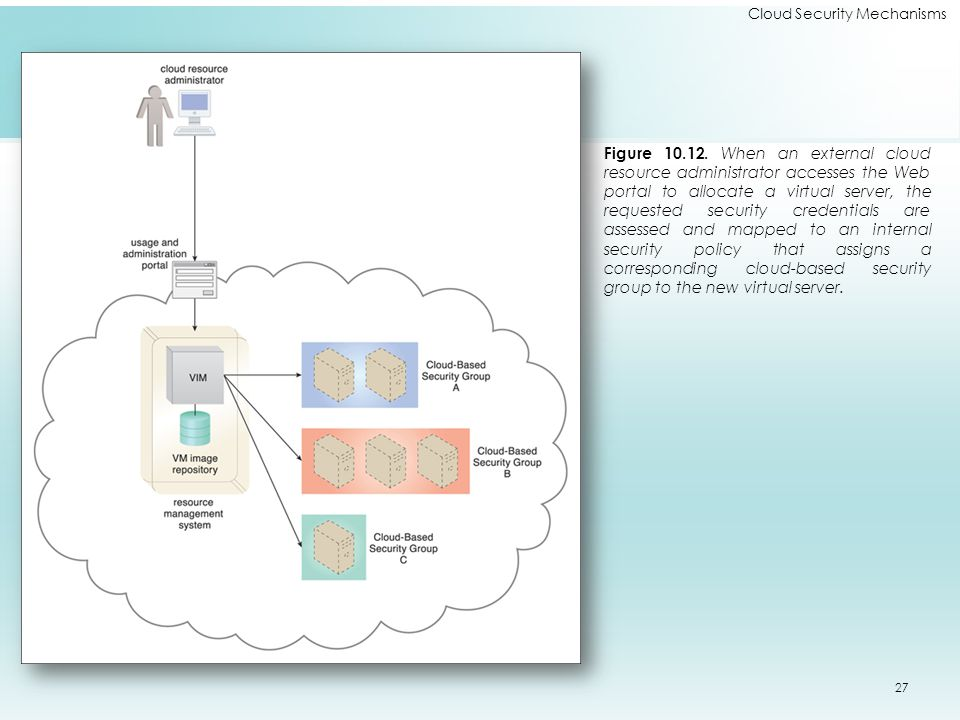 Cloud Security Mechanisms
cloud resource
administrator
usage and
administration
portal
VIM
VM image
repository
resource
management
system
Cloud-Based
Security Group
A
Cloud-Based
Security Group
B
Cloud-Based
Security Group
C
Figure 10.12. When an external cloud
resource administrator accesses the Web
portal to allocate a virtual server, the
requested security credentials are
assessed and mapped to an internal
security policy that assigns a
corresponding cloud-based security
group to the new virtual server.
27